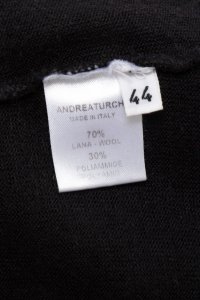 44
ANDREATURCHI
MADE IN ITALY
70%
LANA - WOOL
30%
POLIAMMIDE